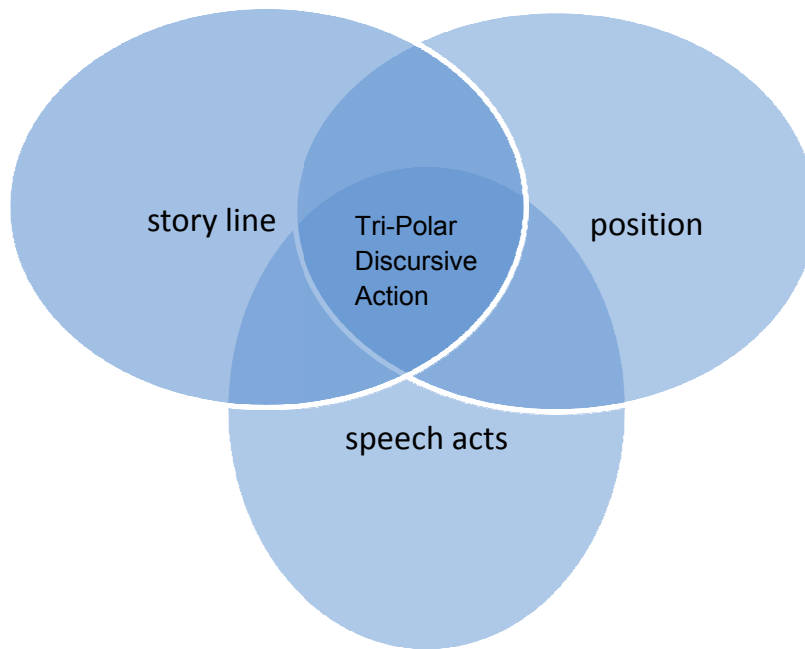 story line
Tri-Polar
Discursive
Action
position
speech acts